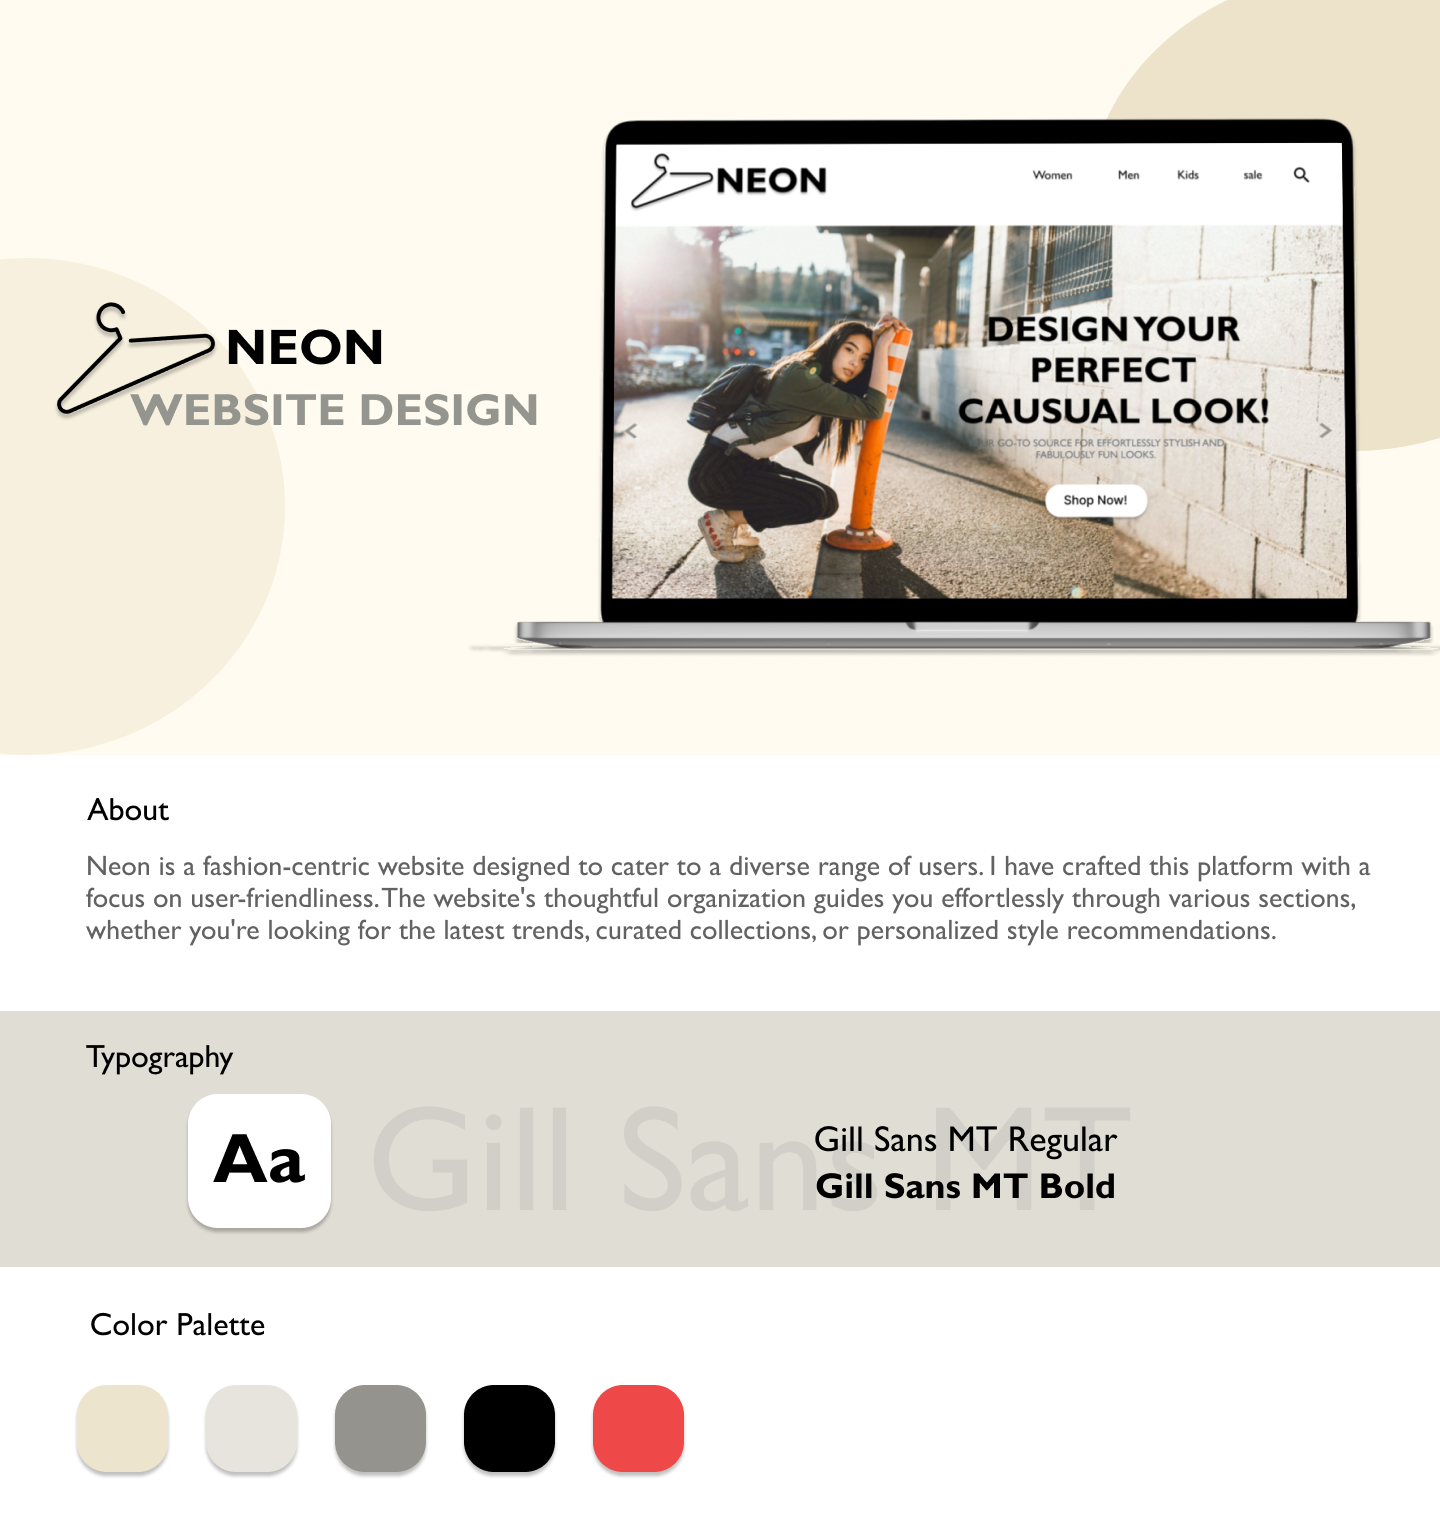 NEON
WEBSITE DESIGN
NEON
Women Men Kids sale
DESIGN YOUR
PERFECT
CAUSUAL LOOK!
GO-TO SOURCE FOR EFFORTLESSLY STYLISH AND
FABULOUSLY FUN LOOKS.
Shop Now!
About
Neon is a fashion-centric website designed to cater to a diverse range of users. I have crafted this platform with a
focus on user-friendliness. The website's thoughtful organization guides you effortlessly through various sections,
whether you're looking for the latest trends, curated collections, or personalized style recommendations.
Typography
Aa
Gill Sans MT
Gill Sans MT Regular
Gill Sans MT Bold
Color Palette